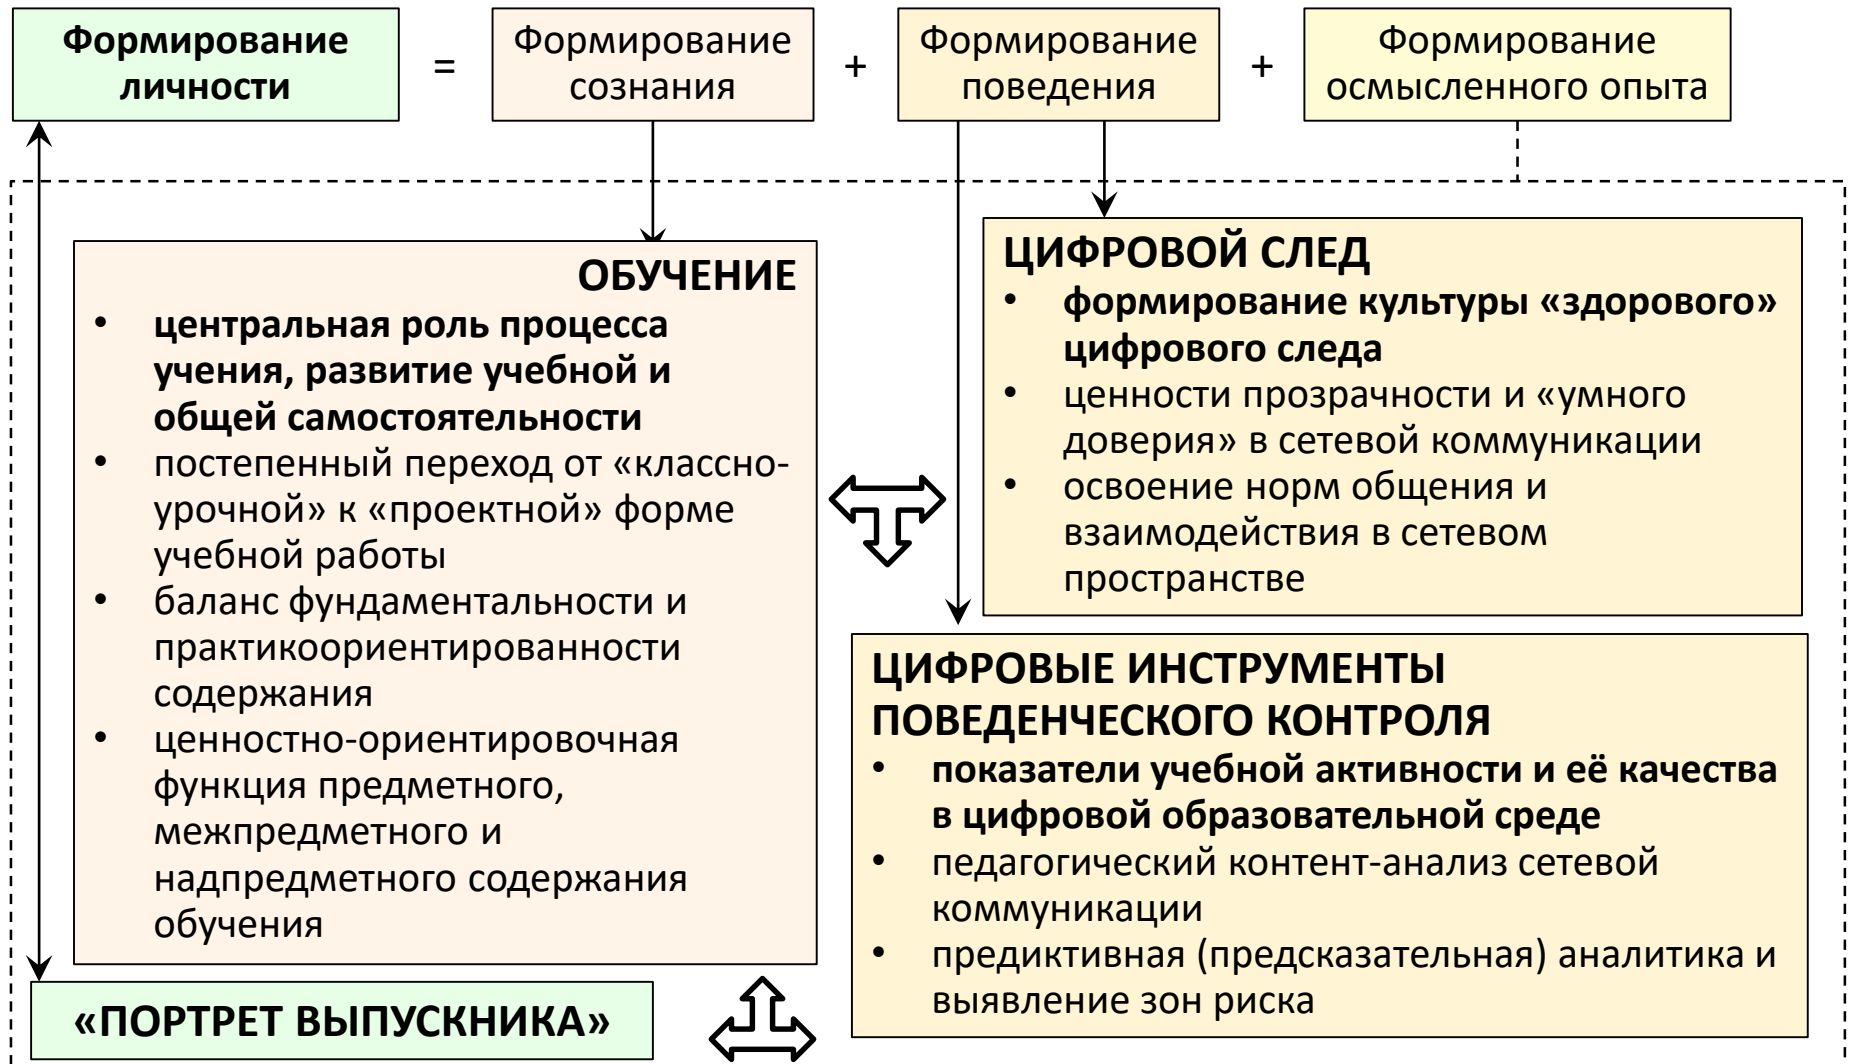 Формирование
личности
=
Формирование
сознания
+
Формирование
поведения
+
Формирование
осмысленного опыта
ОБУЧЕНИЕ
• центральная роль процесса
учения, развитие учебной и
общей самостоятельности
• постепенный переход от «классно-
урочной» к «проектной» форме
учебной работы
• баланс фундаментальности и
практикоориентированности
содержания
• ценностно-ориентировочная
функция предметного,
межпредметного и
надпредметного содержания
обучения
ЦИФРОВОЙ СЛЕД
• формирование культуры «здорового»
цифрового следа
• ценности прозрачности и «умного
доверия» в сетевой коммуникации
• освоение норм общения и
взаимодействия в сетевом
пространстве
ЦИФРОВЫЕ ИНСТРУМЕНТЫ
ПОВЕДЕНЧЕСКОГО КОНТРОЛЯ
• показатели учебной активности и её качества
в цифровой образовательной среде
• педагогический контент-анализ сетевой
коммуникации
• предиктивная (предсказательная) аналитика и
выявление зон риска
«ПОРТРЕТ ВЫПУСКНИКА»